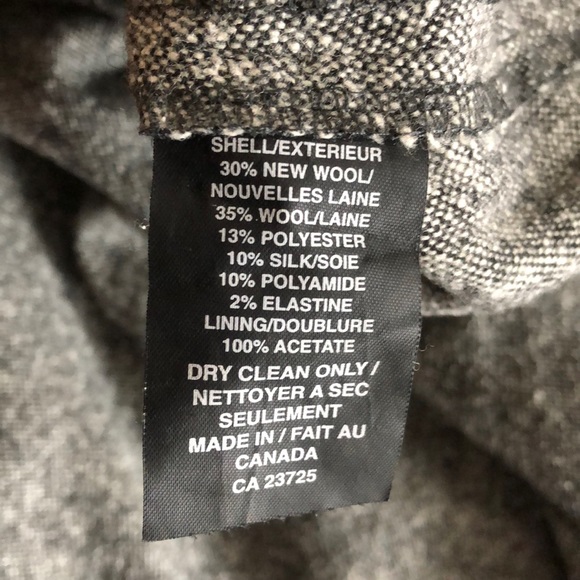 SHELL/EXTERIEUR
30% NEW WOOL/
NOUVELLES LAINE
35% WOOL/LAINE
13% POLYESTER
10% SILK/SOIE
10% POLYAMIDE
2% ELASTINE
LINING/DOUBLURE
100% ACETATE
DRY CLEAN ONLY /
NETTOYER A SEC
SEULEMENT
MADE IN / FAIT AU
CANADA
CA 23725